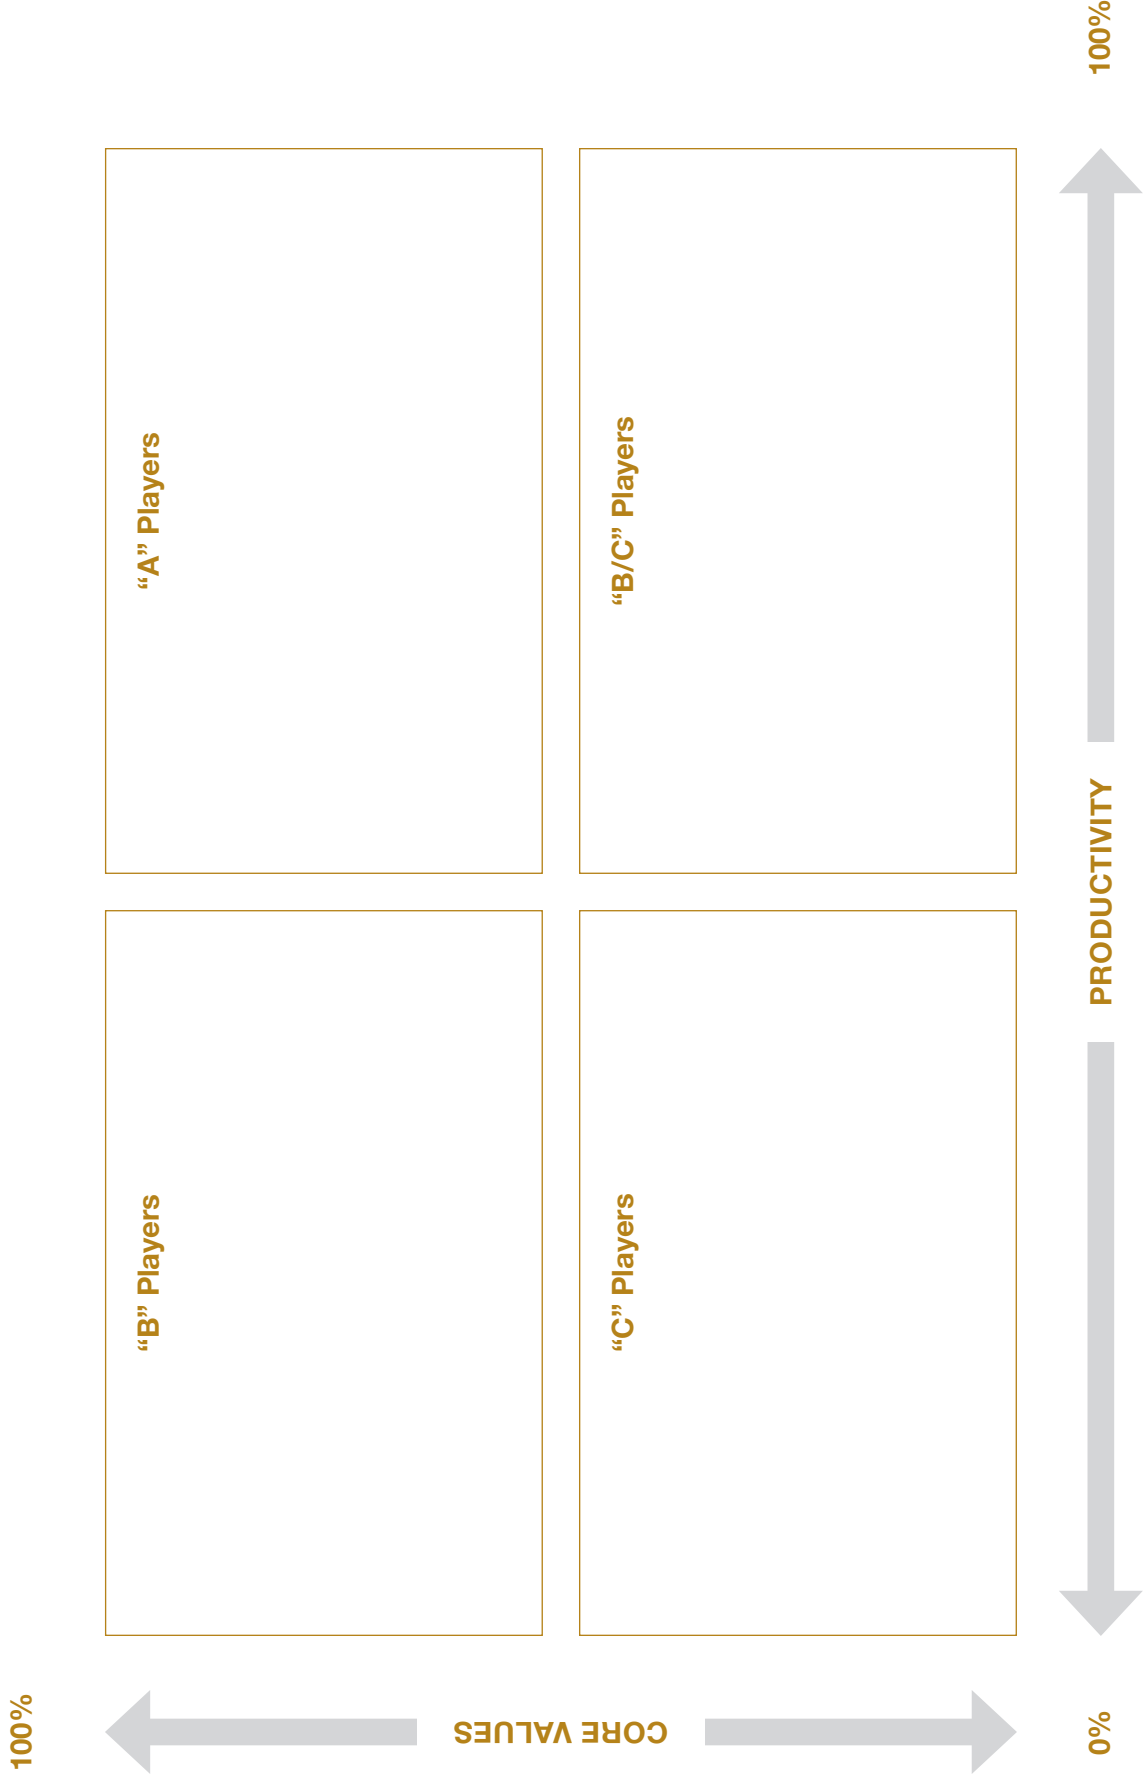 100%
“B” Players
“A” Players
CORE VALUES
“C” Players
“B/C” Players
0%
PRODUCTIVITY
100%